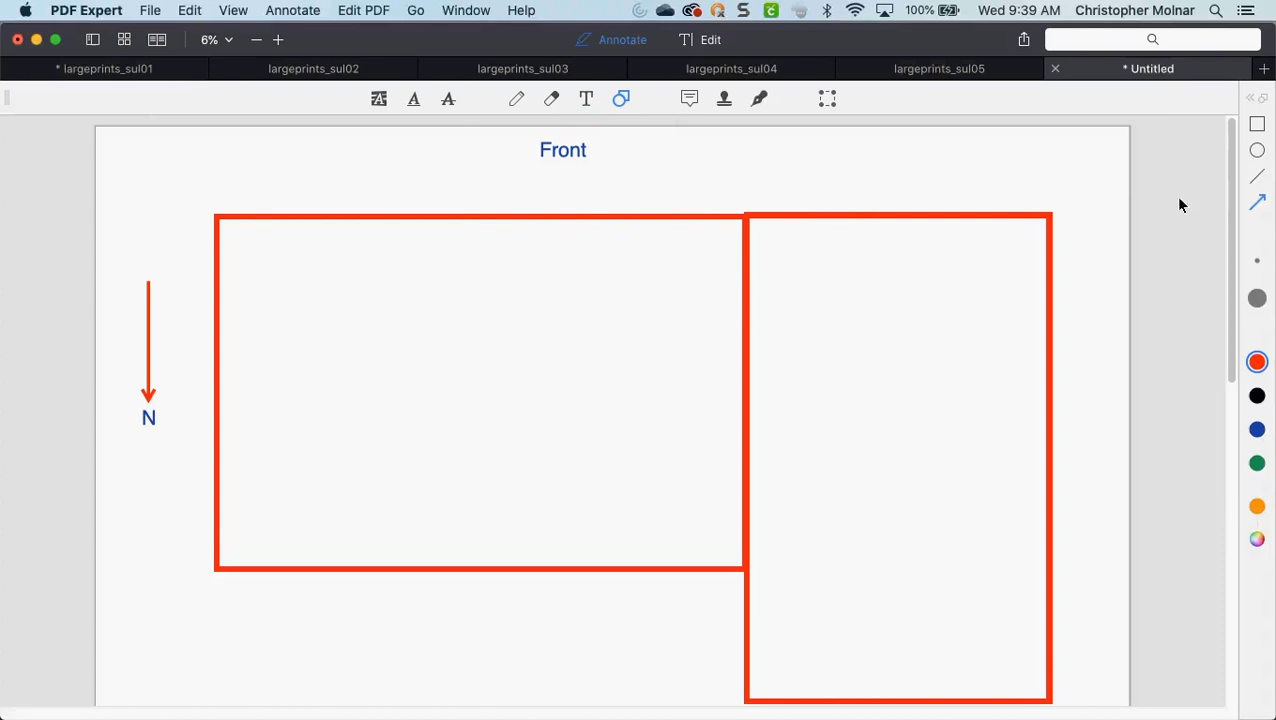 PDF Expert File Edit View Annotate Edit PDF Go Window Help 100% Wed 9:39 AM Christopher Molnar
6% Annotate Edit
* largeprints_sul01 largeprints_sul02 largeprints_sul03 largeprints_sul04 largeprints_sul05 * Untitled
Front
N